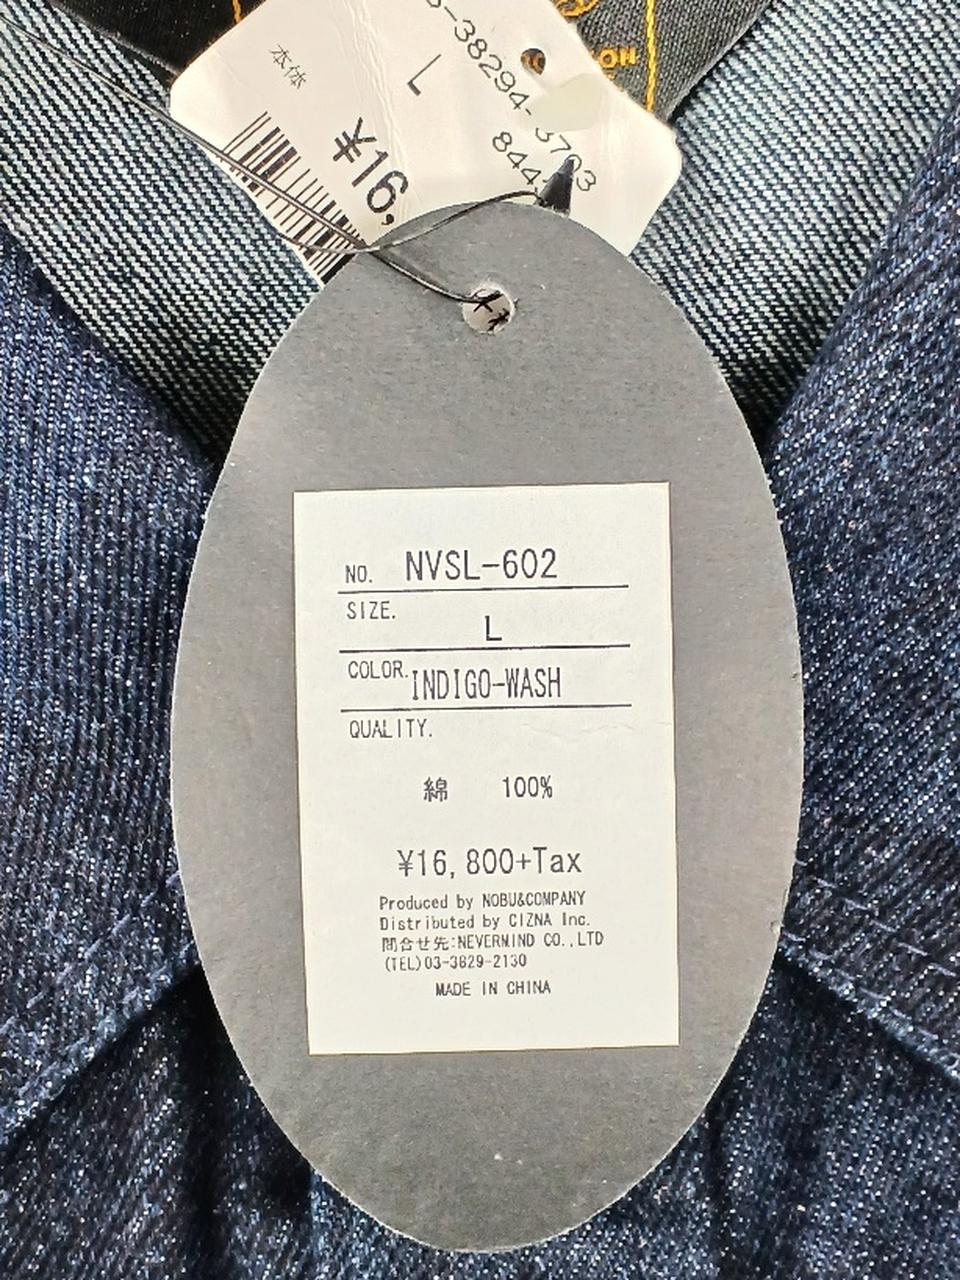 本体
L
-38294-3703
844
¥16,
NO. NVSL-602
SIZE.
L
COLOR. INDIGO-WASH
QUALITY.
綿 100%
¥16,800+Tax
Produced by NOBU&COMPANY
Distributed by CIZNA Inc.
問合せ先:NEVERMIND CO.,LTD
(TEL)03-3829-2130
MADE IN CHINA